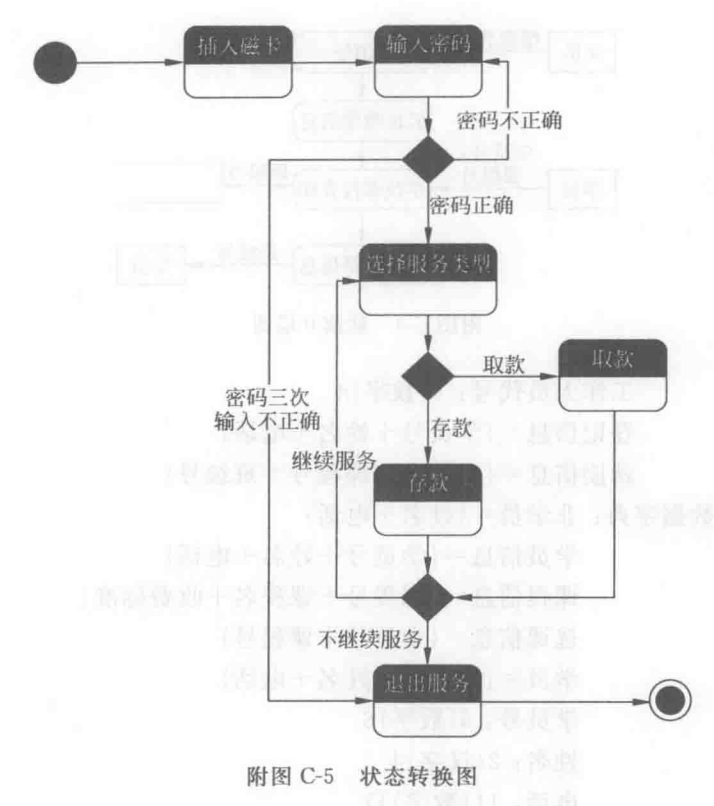 插入磁卡
输入密码
密码不正确
密码正确
选择服务类型
取款
取款
密码三次
输入不正确
存款
继续服务
存款
不继续服务
退出服务
附图 C-5 状态转换图